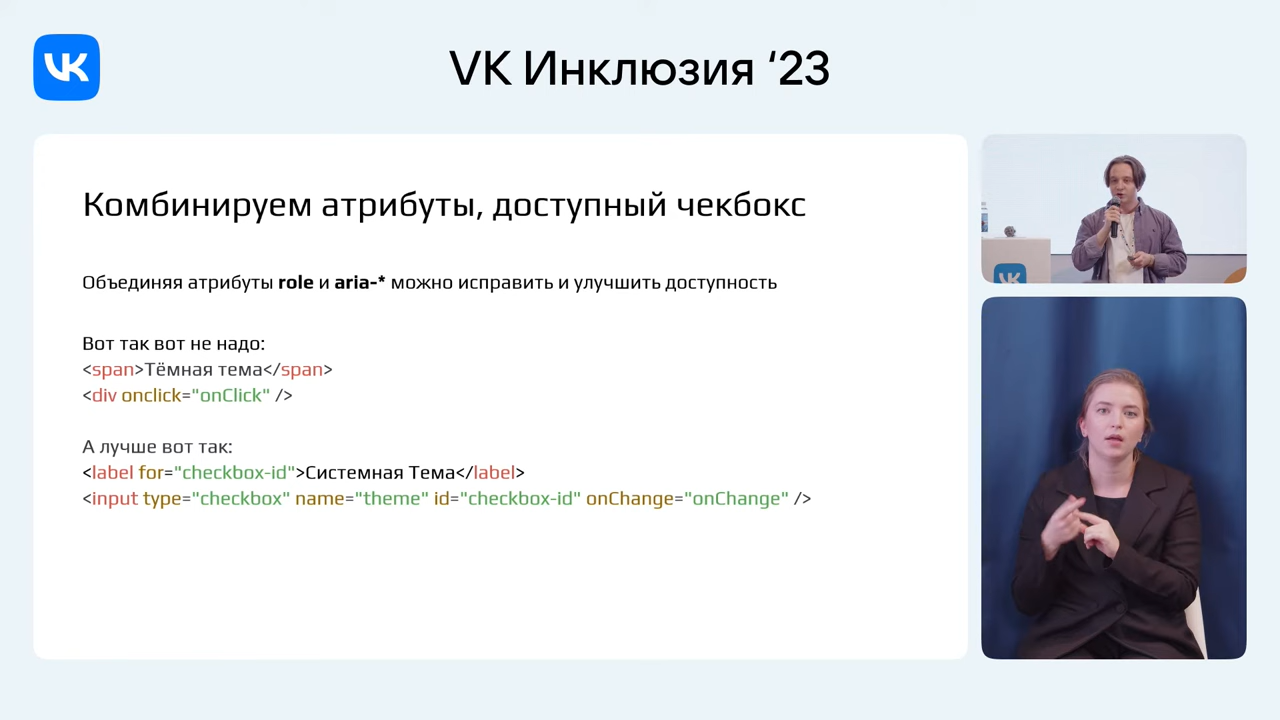 VK
VK Инклюзия ‘23
Комбинируем атрибуты, доступный чекбокс
Объединяя атрибуты role и aria-* можно исправить и улучшить доступность
Вот так вот не надо:
<span>Тёмная тема</span>
<div onclick="onClick" />
А лучше вот так:
<label for="checkbox-id">Системная Тема</label>
<input type="checkbox" name="theme" id="checkbox-id" onChange="onChange" />
VK